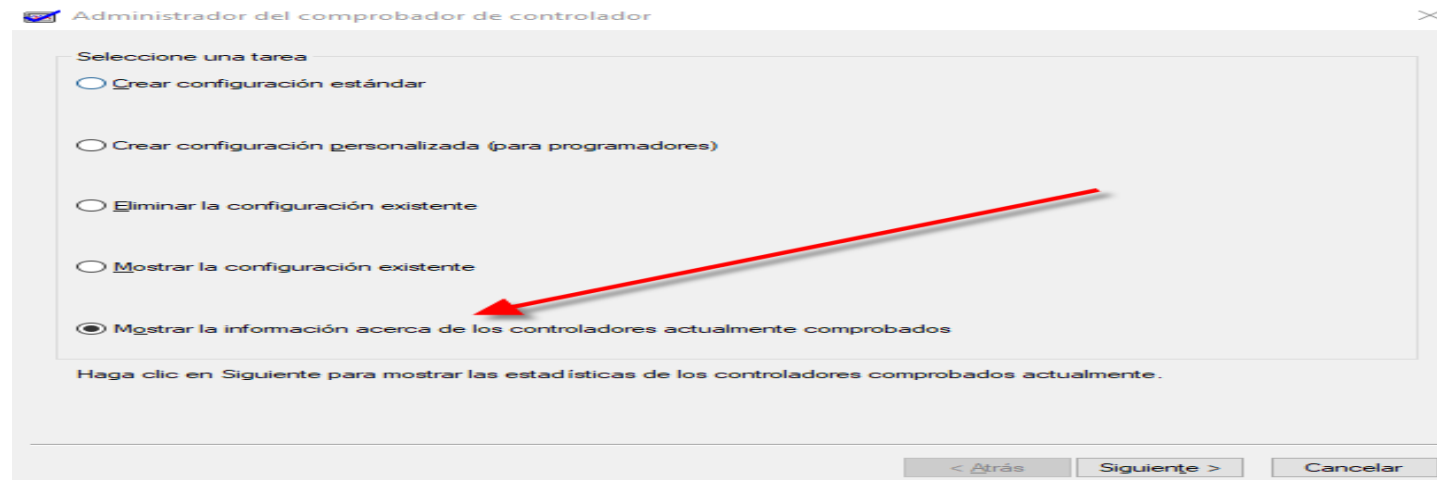 Administrador del comprobador de controlador
Seleccione una tarea
Crear configuración estándar
Crear configuración personalizada (para programadores)
Eliminar la configuración existente
Mostrar la configuración existente
Mostrar la información acerca de los controladores actualmente comprobados
Haga clic en Siguiente para mostrar las estadísticas de los controladores comprobados actualmente.
< Atrás Siguiente > Cancelar